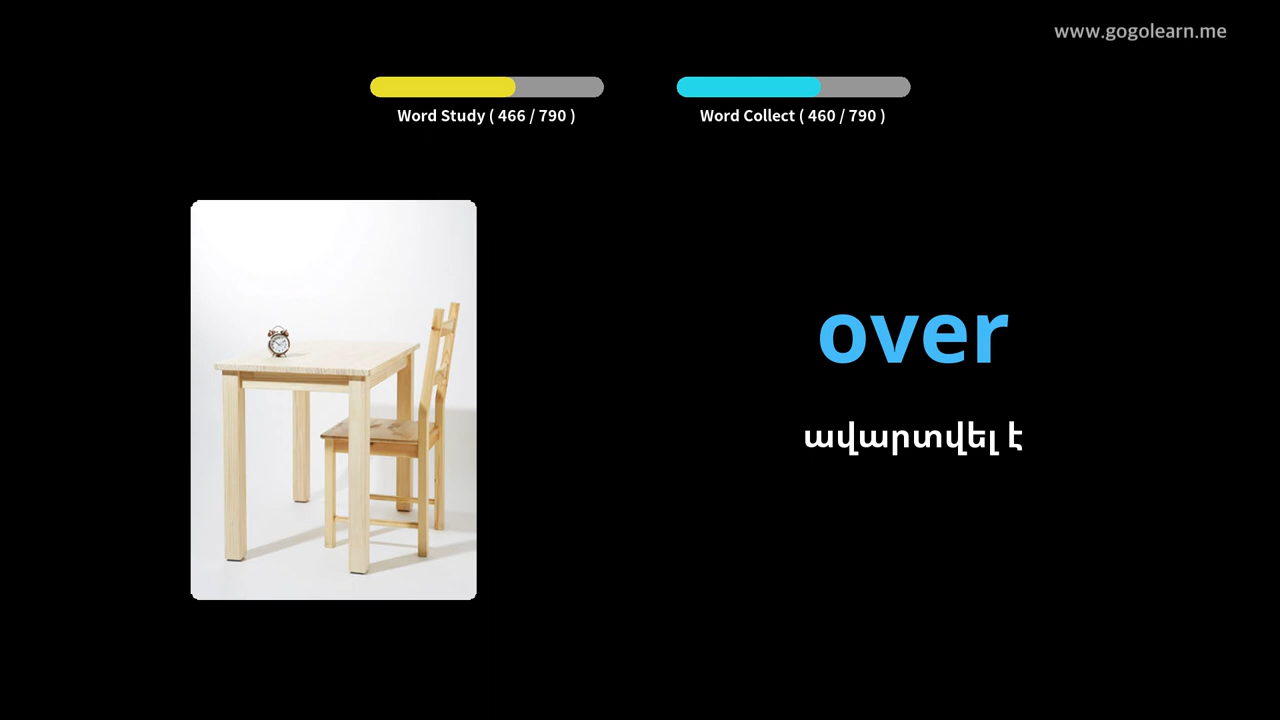 www.gogolearn.me
Word Study ( 466 / 790 )
Word Collect ( 460 / 790 )
over
ավարտվել է